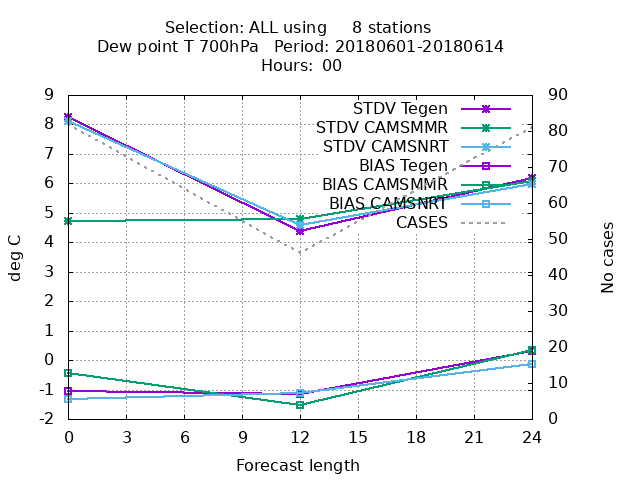 Selection: ALL using     8 stations
Dew point T 700hPa   Period: 20180601-20180614
Hours: 00
9 90
8 80
7 70
6 60
5 50
4 40
3 30
2 20
1 10
0 0
-1
-2
STDV Tegen
STDV CAMSMMR
STDV CAMSNRT
BIAS Tegen
BIAS CAMSMMR
BIAS CAMSNRT
CASES
deg C
No cases
0 3 6 9 12 15 18 21 24
Forecast length